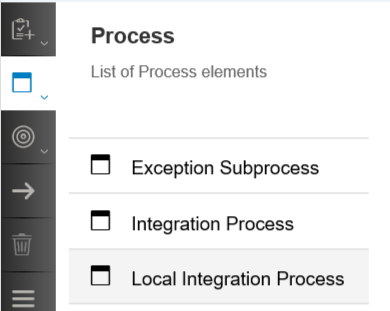 Process
List of Process elements
Exception Subprocess
Integration Process
Local Integration Process